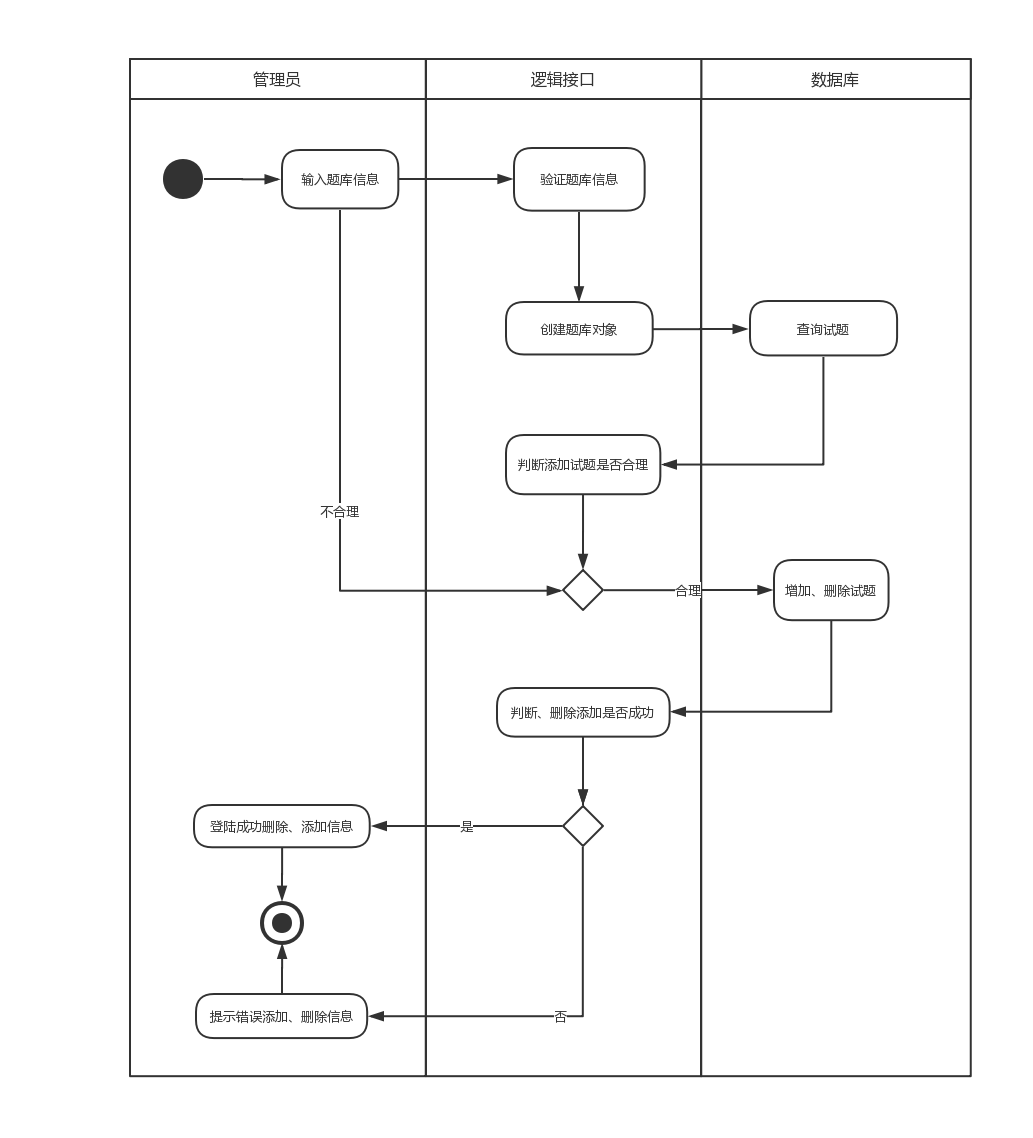 管理员
逻辑接口
数据库
输入题库信息
验证题库信息
创建题库对象
查询试题
判断添加试题是否合理
不合理
合理
增加、删除试题
判断、删除添加是否成功
登陆成功删除、添加信息
是
提示错误添加、删除信息
否